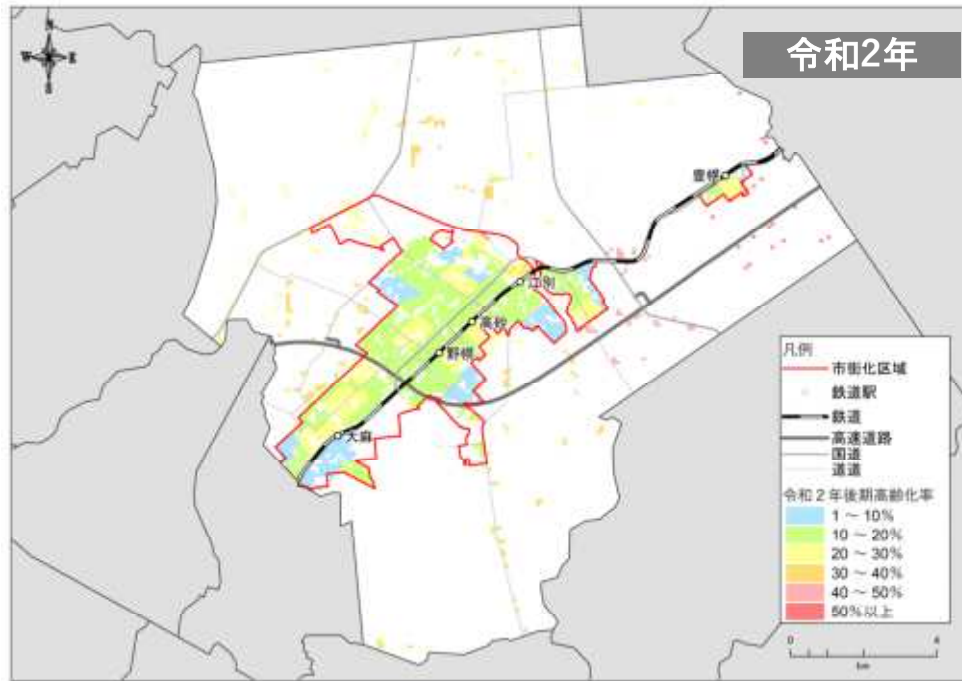 令和2年
N
W
E
S
豊幌
江別
高砂
野幌
大麻
凡例
市街化区域
鉄道駅
鉄道
高速道路
国道
道道
令和2年後期高齢化率
1～10%
10～20%
20～30%
30～40%
40～50%
50%以上
0
4
km